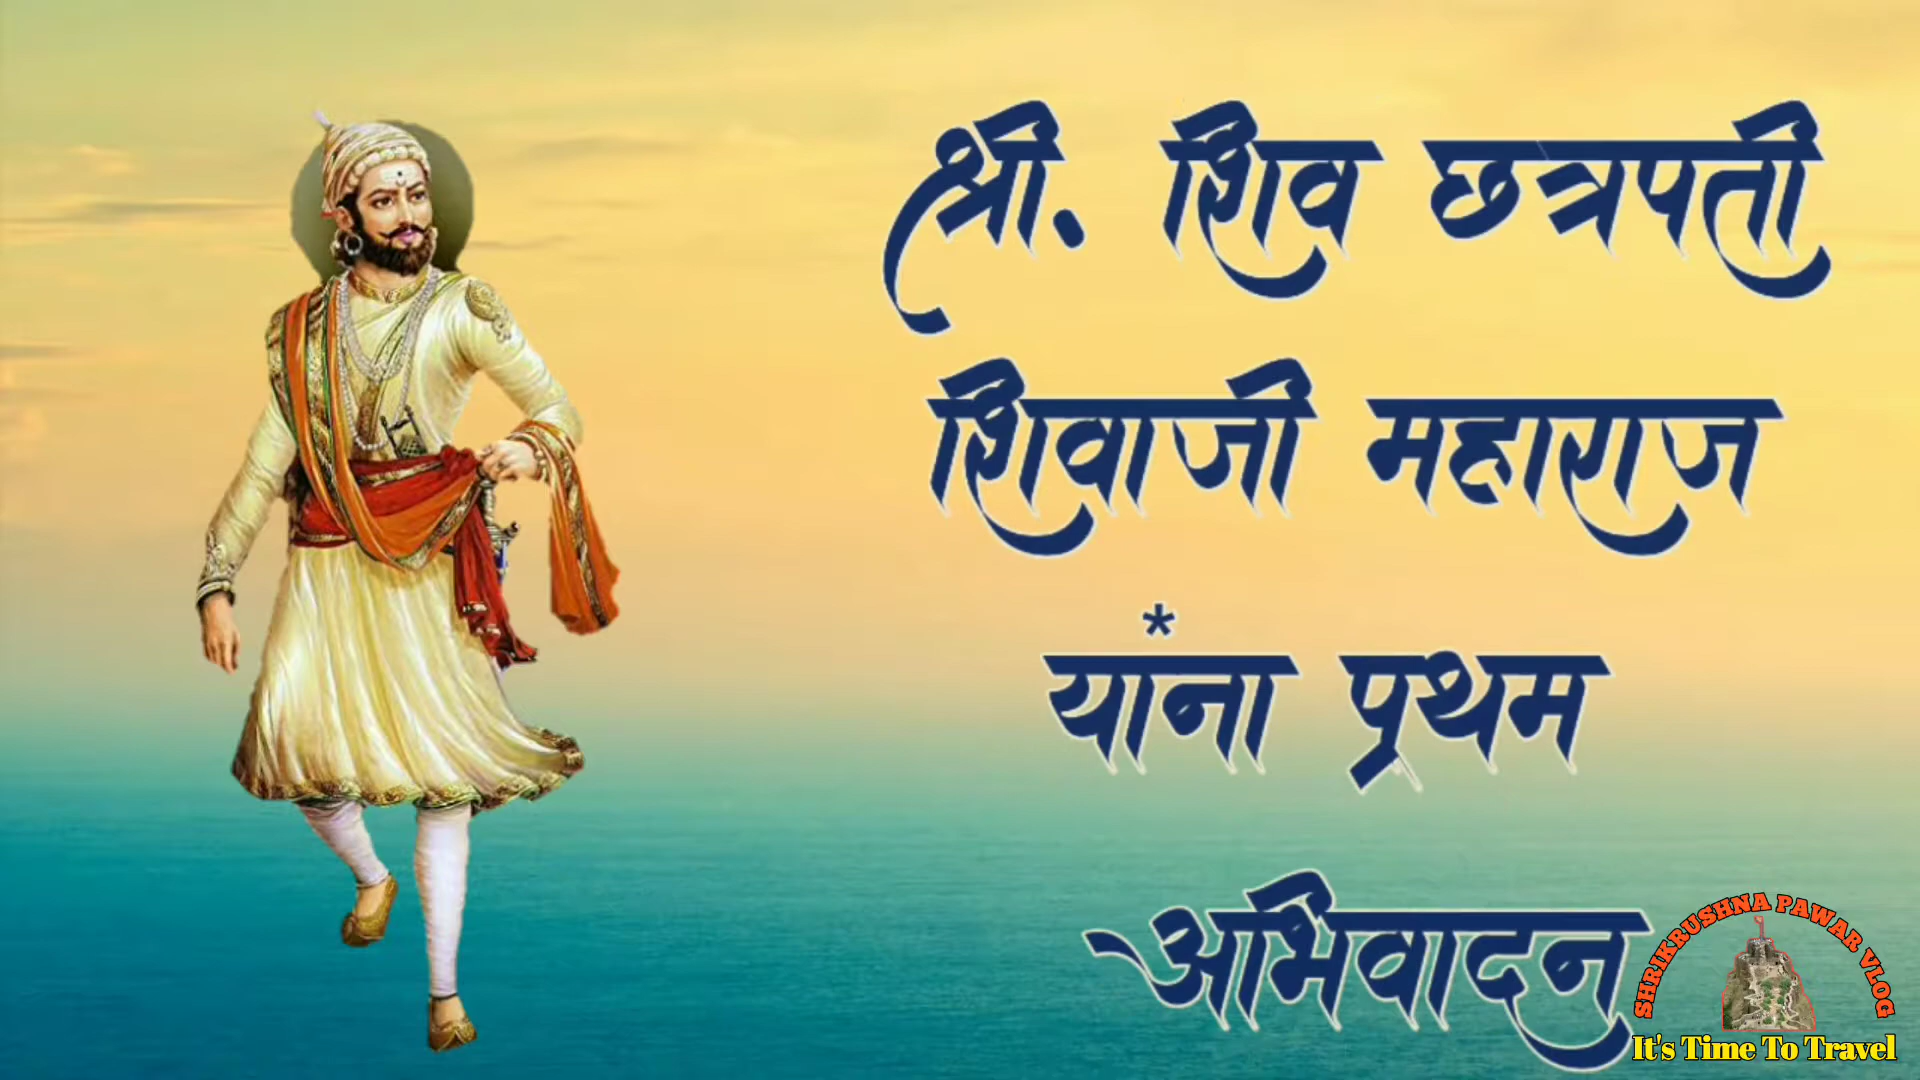 श्री. शिव छत्रपती
शिवाजी महाराज
*
यांना प्रथम
अभिवादन
SHRIKRUSHNA PAWAR VLOG
It's Time To Travel